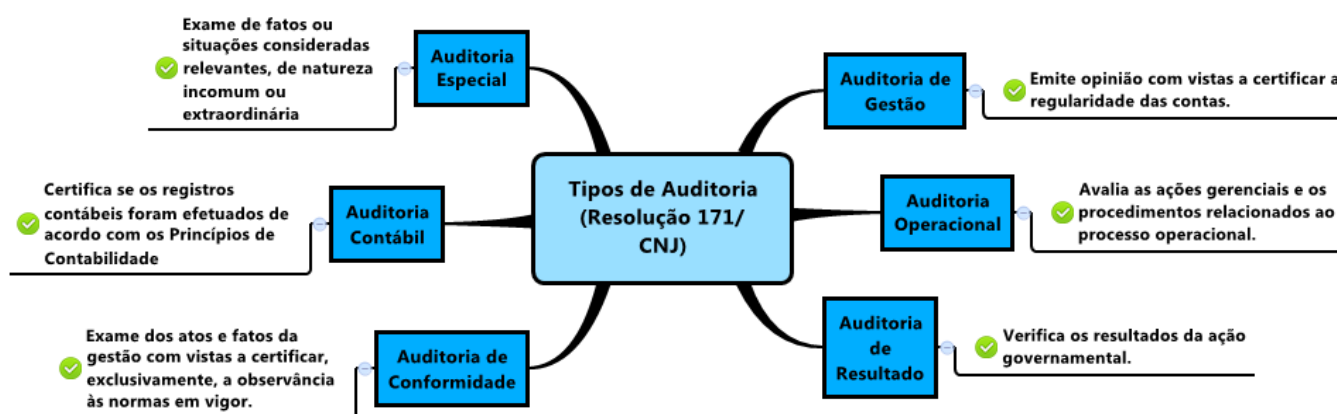 Tipos de Auditoria
(Resolução 171/
CNJ)
Auditoria
Especial
Exame de fatos ou
situações consideradas
relevantes, de natureza
incomum ou
extraordinária
Auditoria
Contábil
Certifica se os registros
contábeis foram efetuados de
acordo com os Princípios de
Contabilidade
Auditoria de
Conformidade
Exame dos atos e fatos da
gestão com vistas a certificar,
exclusivamente, a observância
às normas em vigor.
Auditoria de
Gestão
Emite opinião com vistas a certificar a
regularidade das contas.
Auditoria
Operacional
Avalia as ações gerenciais e os
procedimentos relacionados ao
processo operacional.
Auditoria
de
Resultado
Verifica os resultados da ação
governamental.